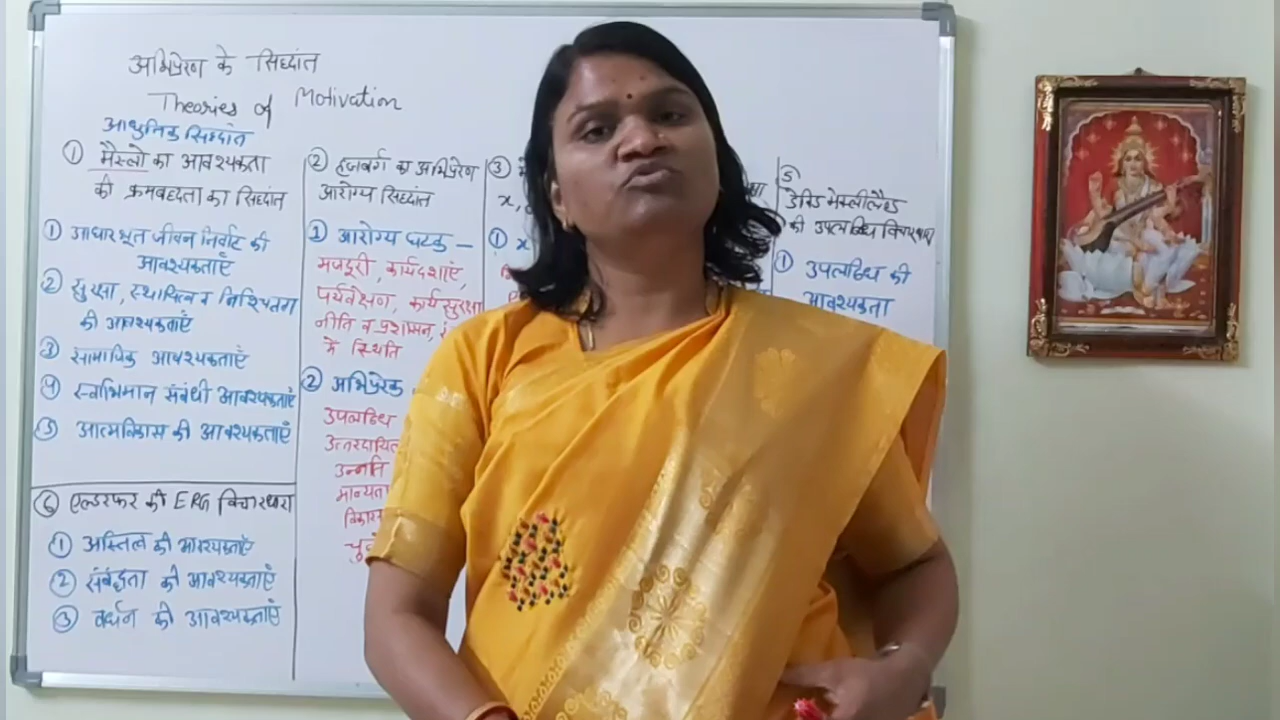 अभिप्रेरण के सिद्धांत
Theories of Motivation
आधुनिक सिद्धांत
① मैस्लो का आवश्यकता
की क्रमबद्धता का सिद्धांत
① आधारभूत जीवन निर्वाह की
आवश्यकताएँ
② सुरक्षा, स्थायित्व व निश्चितता
की आवश्यकताएँ
③ सामाजिक आवश्यकताएँ
④ स्वाभिमान संबंधी आवश्यकताएँ
⑤ आत्मविकास की आवश्यकताएँ
⑥ एल्डरफर की ERG विचारधारा
① अस्तित्व की आवश्यकताएँ
② संबंद्धता की आवश्यकताएँ
③ वर्धन की आवश्यकताएँ
② हर्जबर्ग का अभिप्रेरण
आरोग्य सिद्धांत
① आरोग्य घटक –
मजदूरी, कार्यदशाएं,
पर्यवेक्षण, कार्य सुरक्षा
नीति व प्रशासन,
में स्थिति
② अभिप्रेरक
उपलब्धि
उन्नति
मान्यता
③
x,
① x
5
डेविड मेक्लीलैण्ड
की उपलब्धि विचारधारा
① उपलब्धि की
आवश्यकता